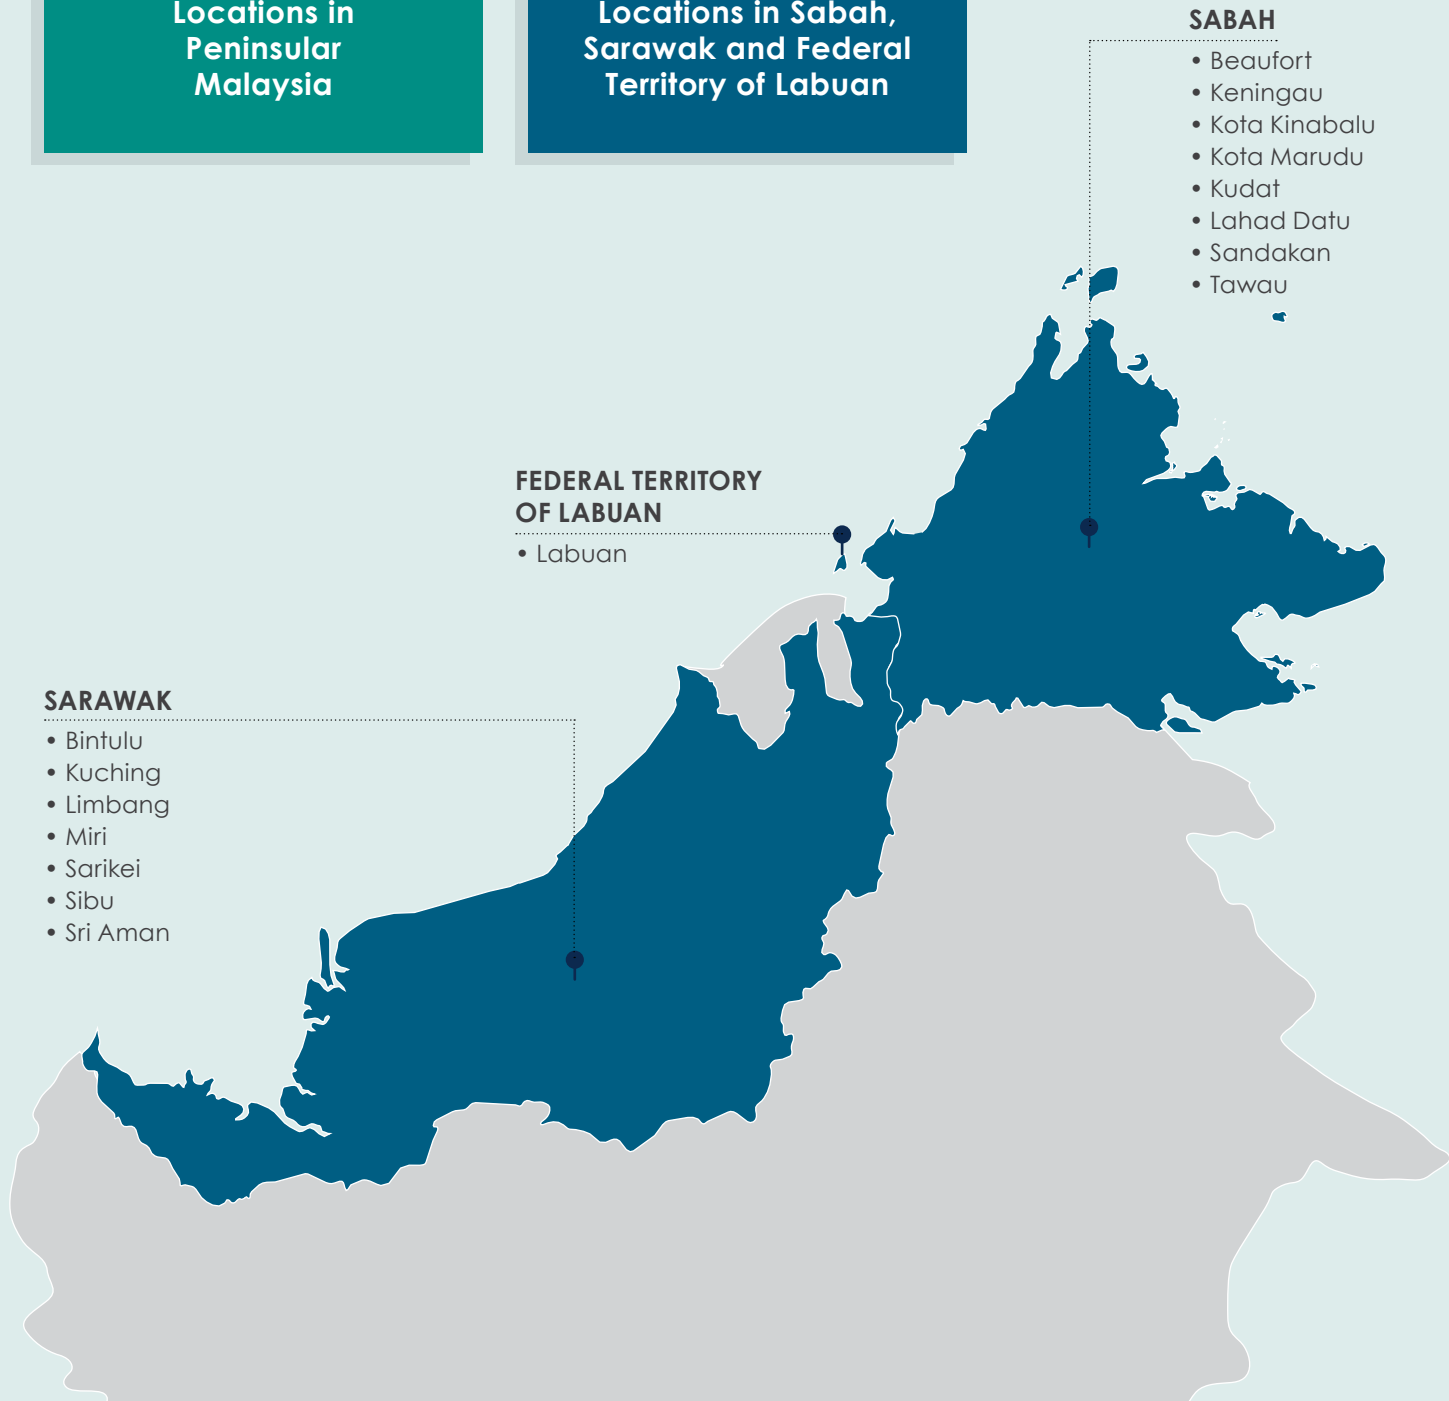 Locations in
Peninsular
Malaysia
Locations in Sabah,
Sarawak and Federal
Territory of Labuan
SABAH
• Beaufort
• Keningau
• Kota Kinabalu
• Kota Marudu
• Kudat
• Lahad Datu
• Sandakan
• Tawau
FEDERAL TERRITORY
OF LABUAN
• Labuan
SARAWAK
• Bintulu
• Kuching
• Limbang
• Miri
• Sarikei
• Sibu
• Sri Aman